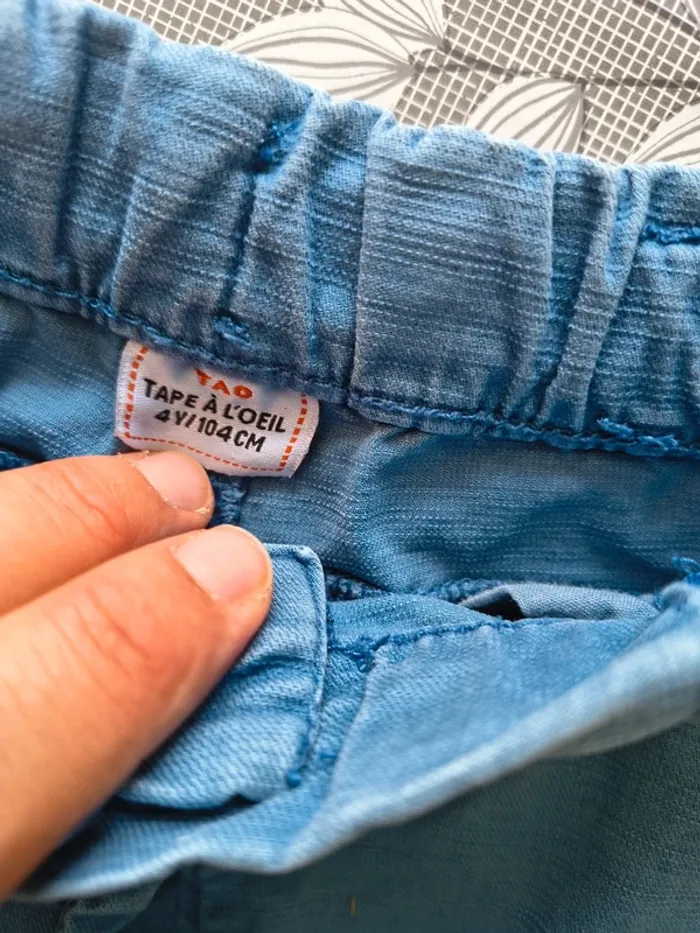 TAO
TAPE À L'OEIL
4Y/104CM